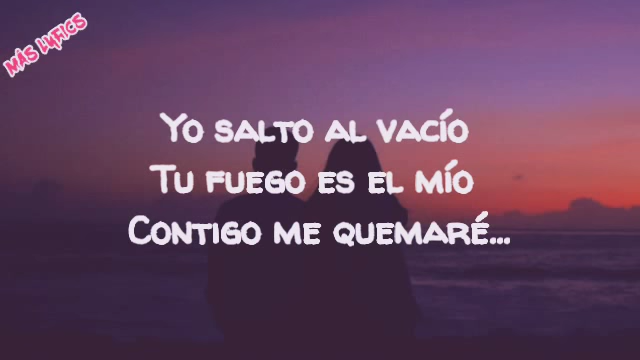 MÁS LYRICS
Yo salto al vacío
Tu fuego es el mío
Contigo me quemaré...